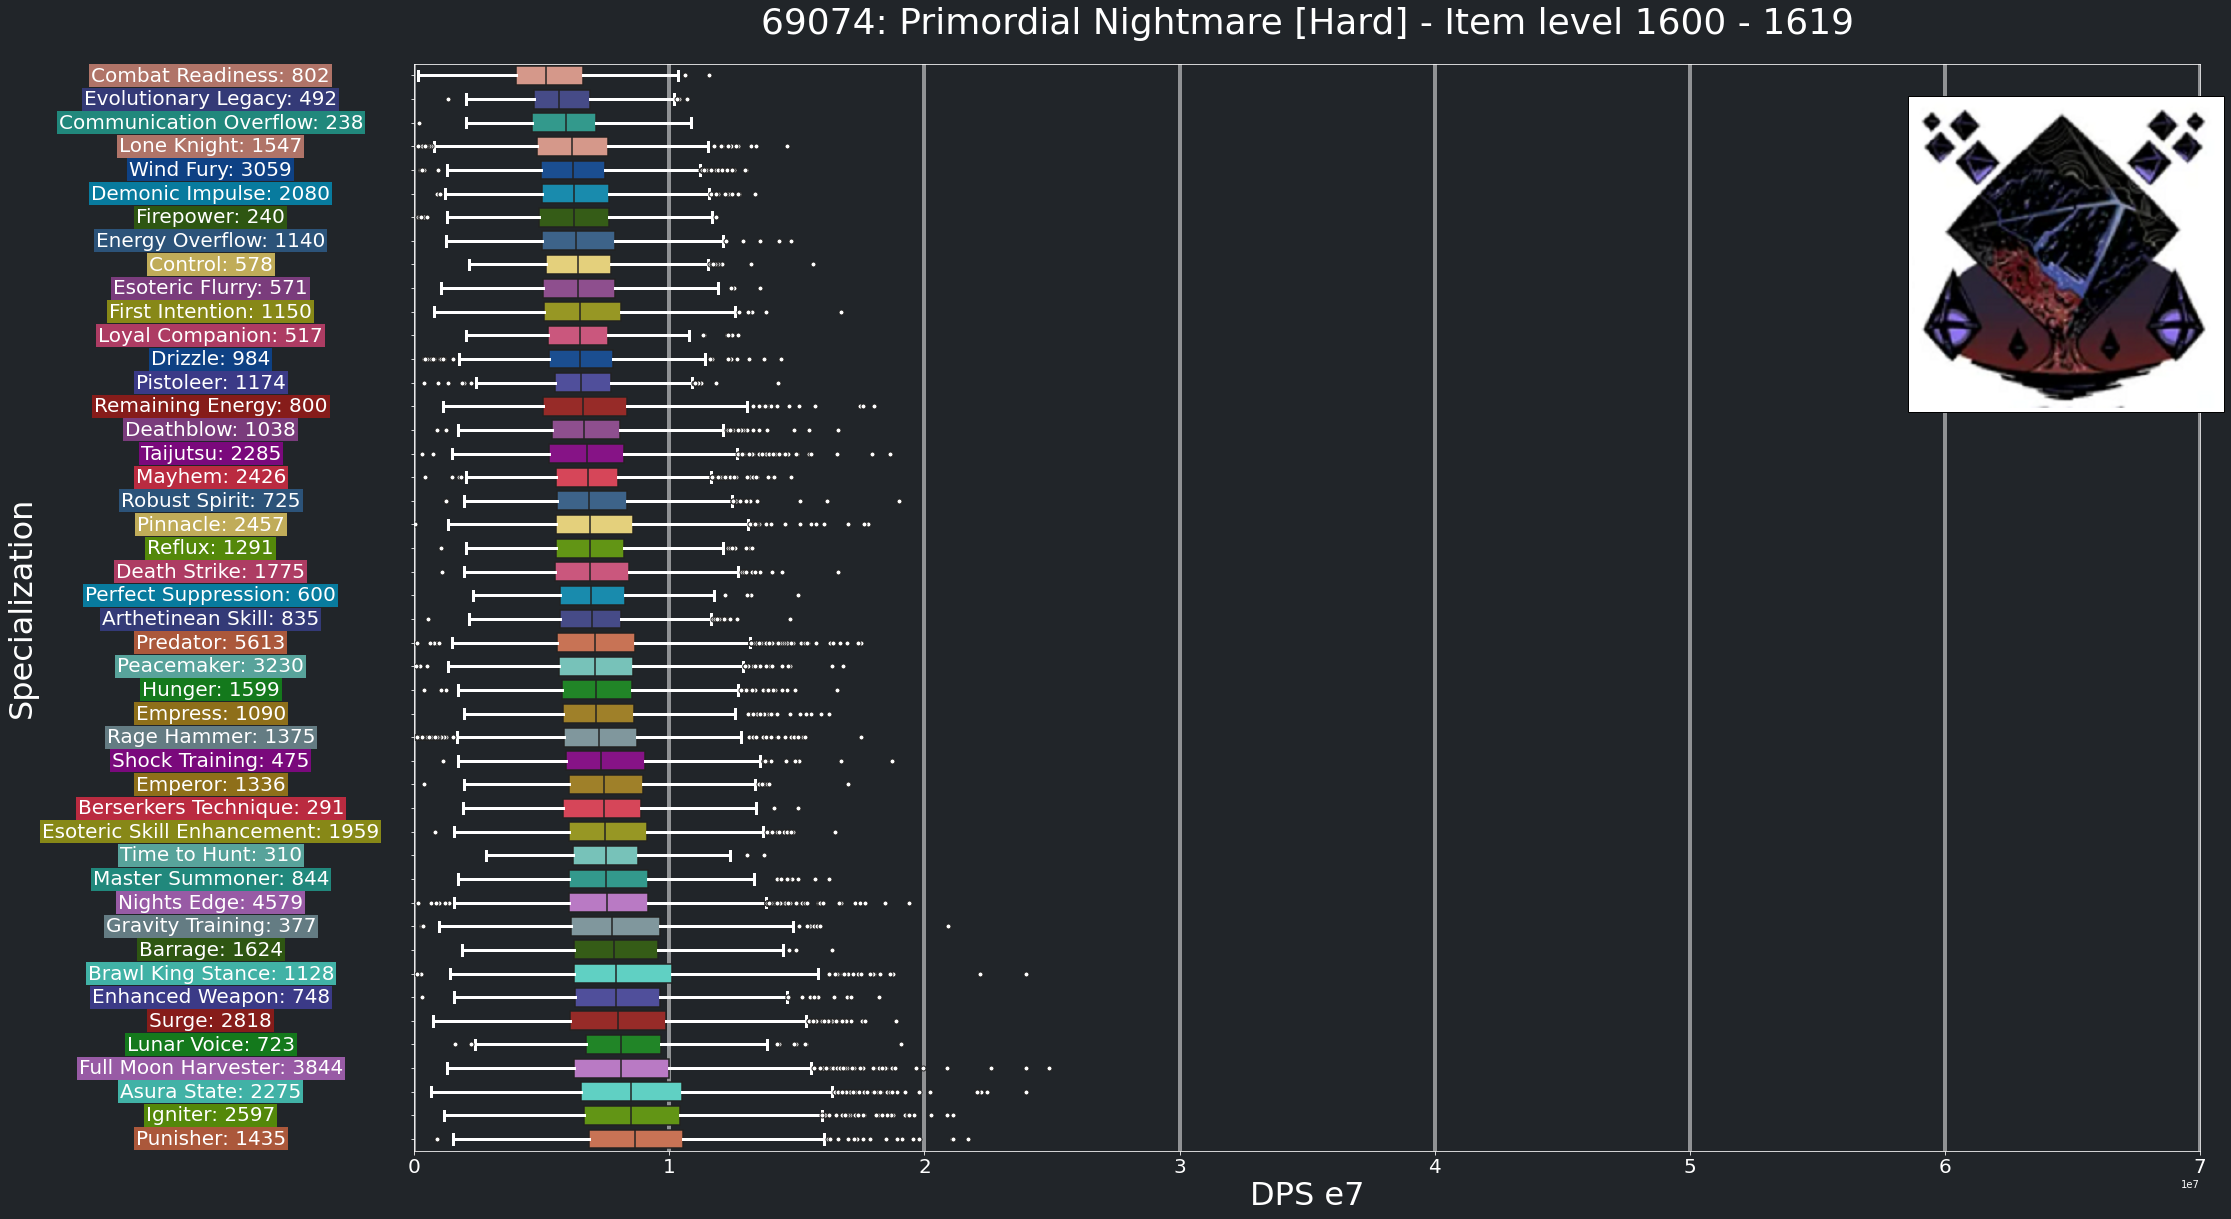 69074: Primordial Nightmare [Hard] - Item level 1600 - 1619
Combat Readiness: 802
Evolutionary Legacy: 492
Communication Overflow: 238
Lone Knight: 1547
Wind Fury: 3059
Demonic Impulse: 2080
Firepower: 240
Energy Overflow: 1140
Control: 578
Esoteric Flurry: 571
First Intention: 1150
Loyal Companion: 517
Drizzle: 984
Pistoleer: 1174
Remaining Energy: 800
Deathblow: 1038
Taijutsu: 2285
Mayhem: 2426
Robust Spirit: 725
Pinnacle: 2457
Reflux: 1291
Death Strike: 1775
Perfect Suppression: 600
Arthetinean Skill: 835
Predator: 5613
Peacemaker: 3230
Hunger: 1599
Empress: 1090
Rage Hammer: 1375
Shock Training: 475
Emperor: 1336
Berserkers Technique: 291
Esoteric Skill Enhancement: 1959
Time to Hunt: 310
Master Summoner: 844
Nights Edge: 4579
Gravity Training: 377
Barrage: 1624
Brawl King Stance: 1128
Enhanced Weapon: 748
Surge: 2818
Lunar Voice: 723
Full Moon Harvester: 3844
Asura State: 2275
Igniter: 2597
Punisher: 1435
Specialization
0 1 2 3 4 5 6 7
1e7
DPS e7